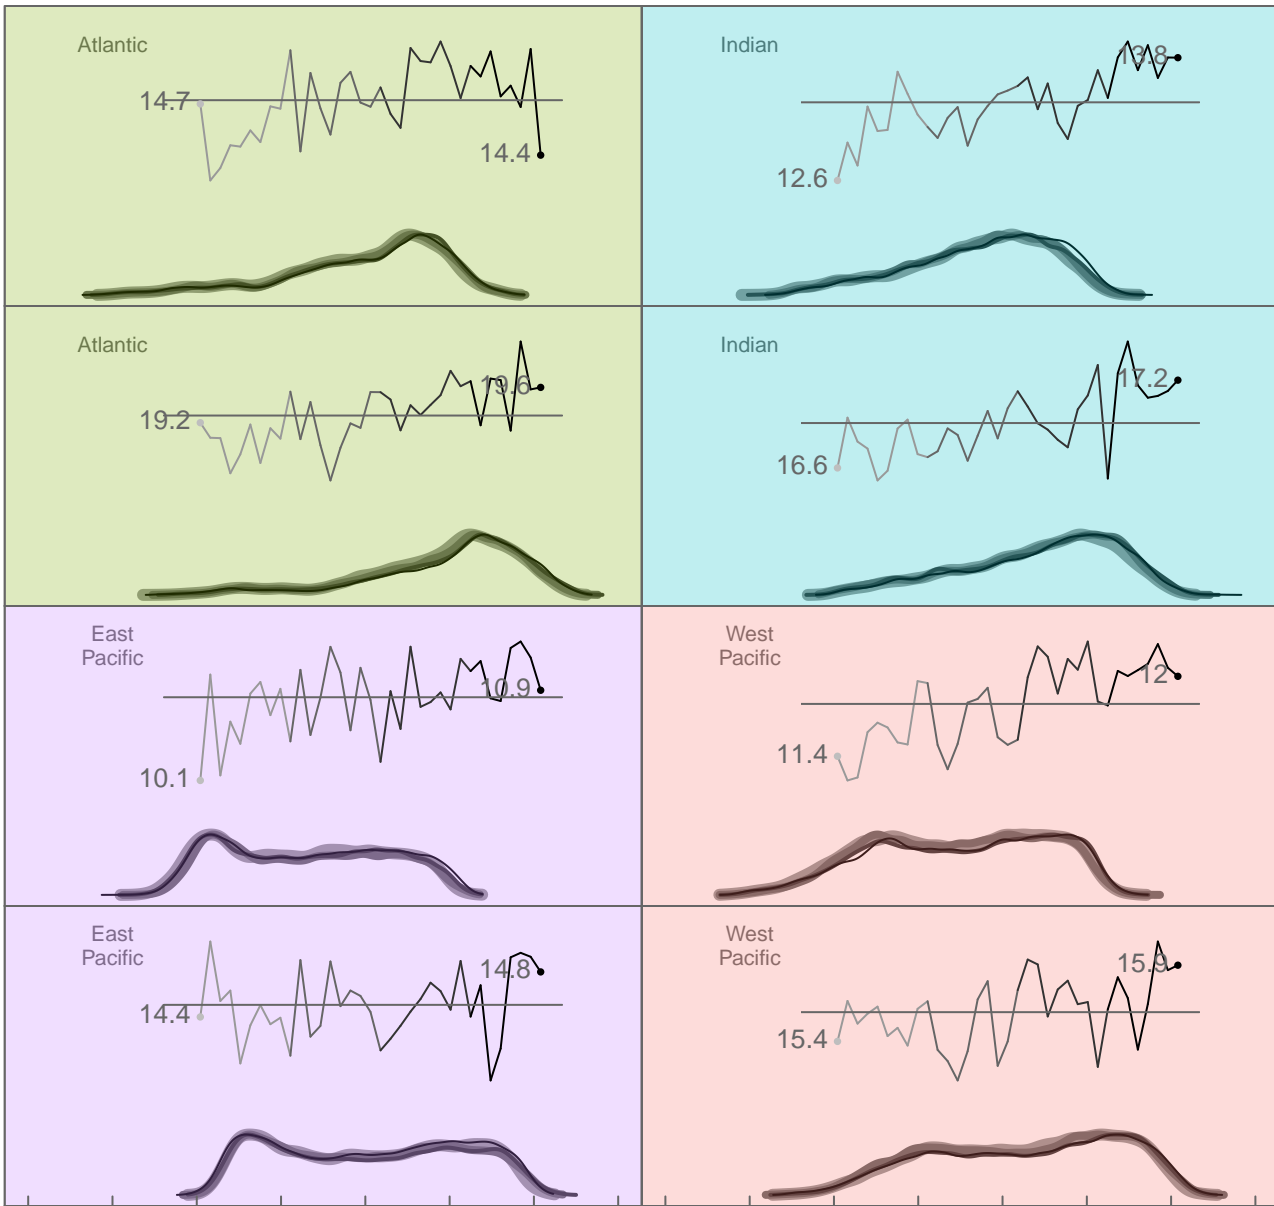 Atlantic
14.7
14.4
Indian
13.8
12.6
Atlantic
19.6
19.2
Indian
17.2
16.6
East
Pacific
10.9
10.1
West
Pacific
12
11.4
East
Pacific
14.8
14.4
West
Pacific
15.9
15.4